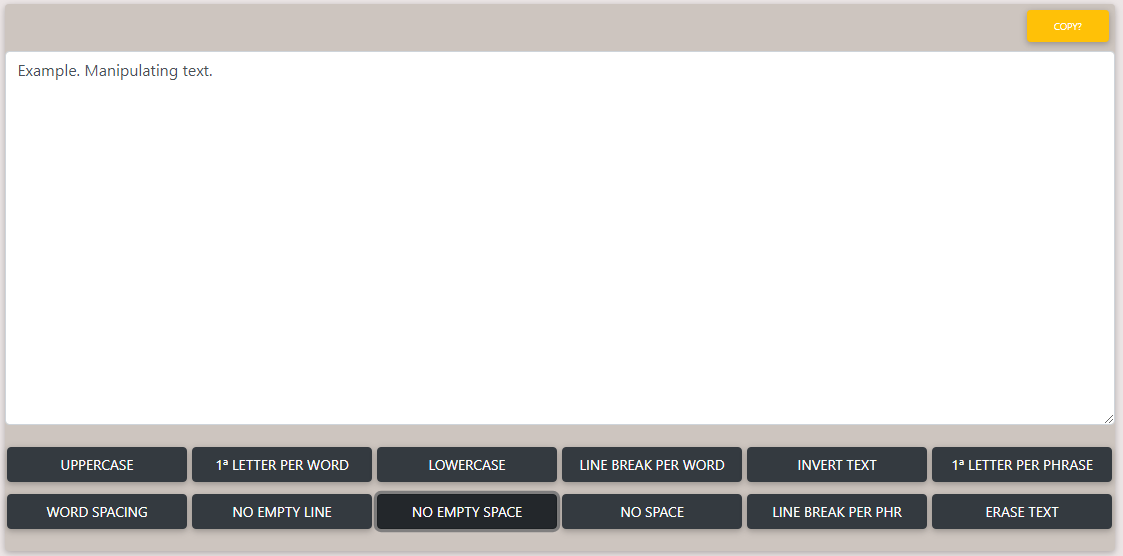 COPY?
Example. Manipulating text.
UPPERCASE 1ª LETTER PER WORD LOWERCASE LINE BREAK PER WORD INVERT TEXT 1ª LETTER PER PHRASE
WORD SPACING NO EMPTY LINE NO EMPTY SPACE NO SPACE LINE BREAK PER PHR ERASE TEXT